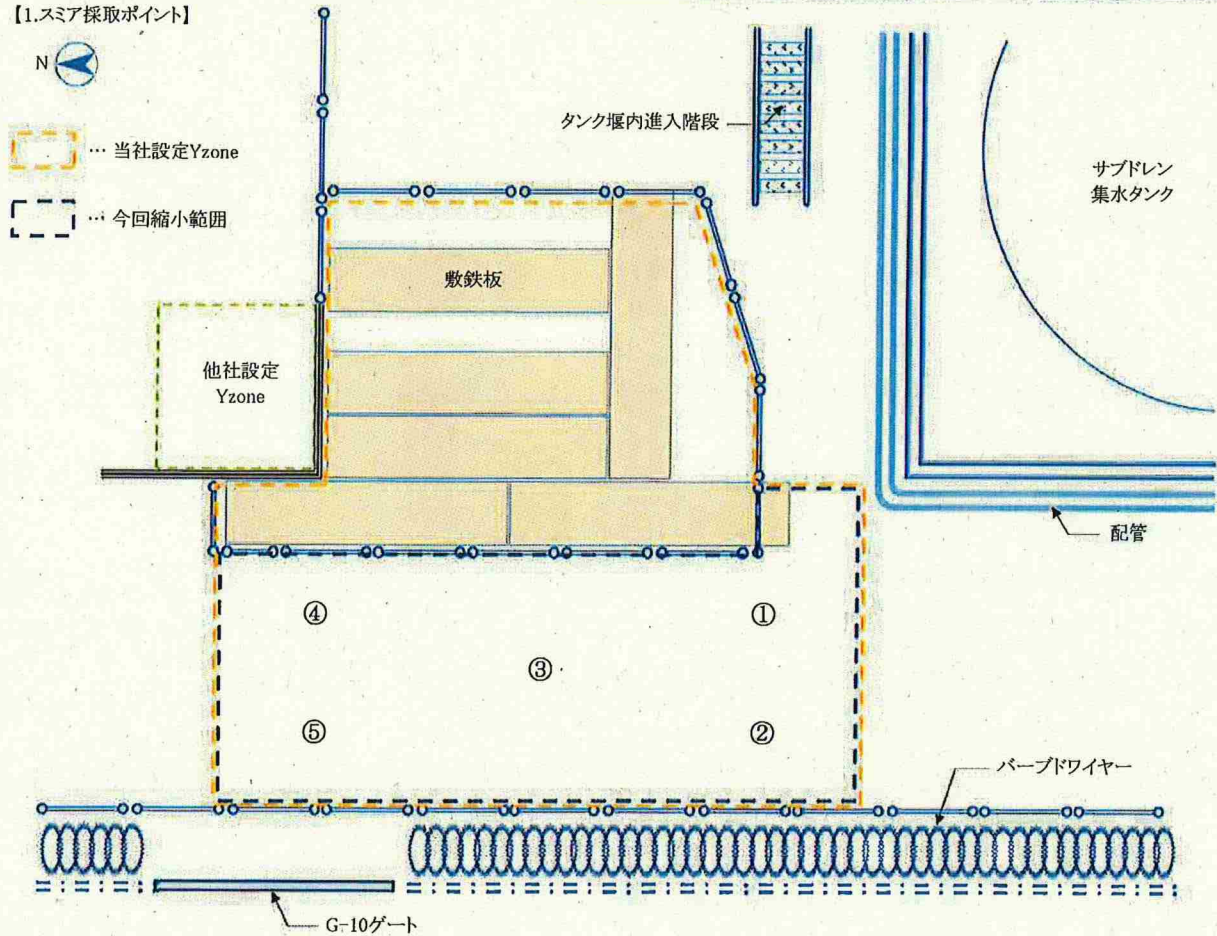 【1.スミア採取ポイント】
N
… 当社設定Yzone
… 今回縮小範囲
タンク堰内進入階段
サブドレン
集水タンク
敷鉄板
他社設定
Yzone
配管
④
①
③
⑤
②
バーブドワイヤー
G-10ゲート